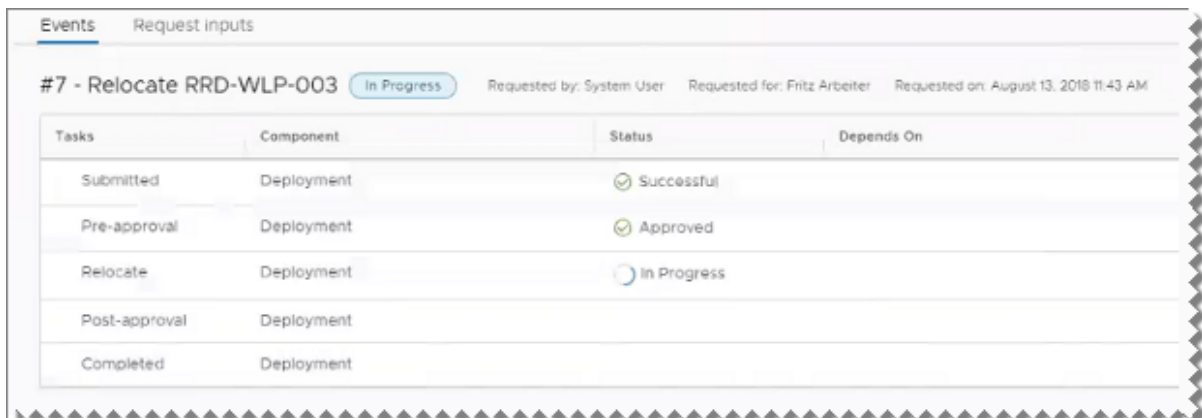 Events Request inputs
#7 - Relocate RRD-WLP-003 In Progress Requested by: System User Requested for: Fritz Arbeiter Requested on: August 13, 2018 11:43 AM
Tasks Component Status Depends On
Submitted Deployment Successful
Pre-approval Deployment Approved
Relocate Deployment In Progress
Post-approval Deployment
Completed Deployment